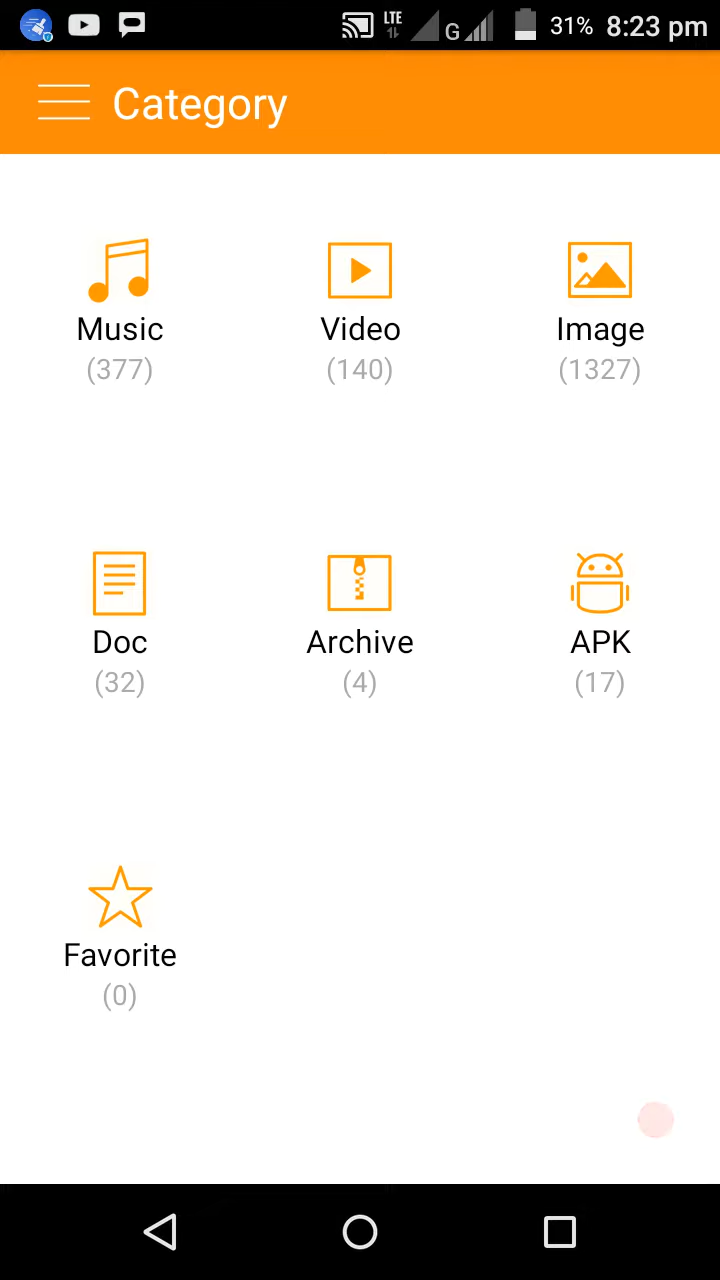 LTE G 31% 8:23 pm
Category
Music Video Image
(377) (140) (1327)
Doc Archive APK
(32) (4) (17)
Favorite
(0)